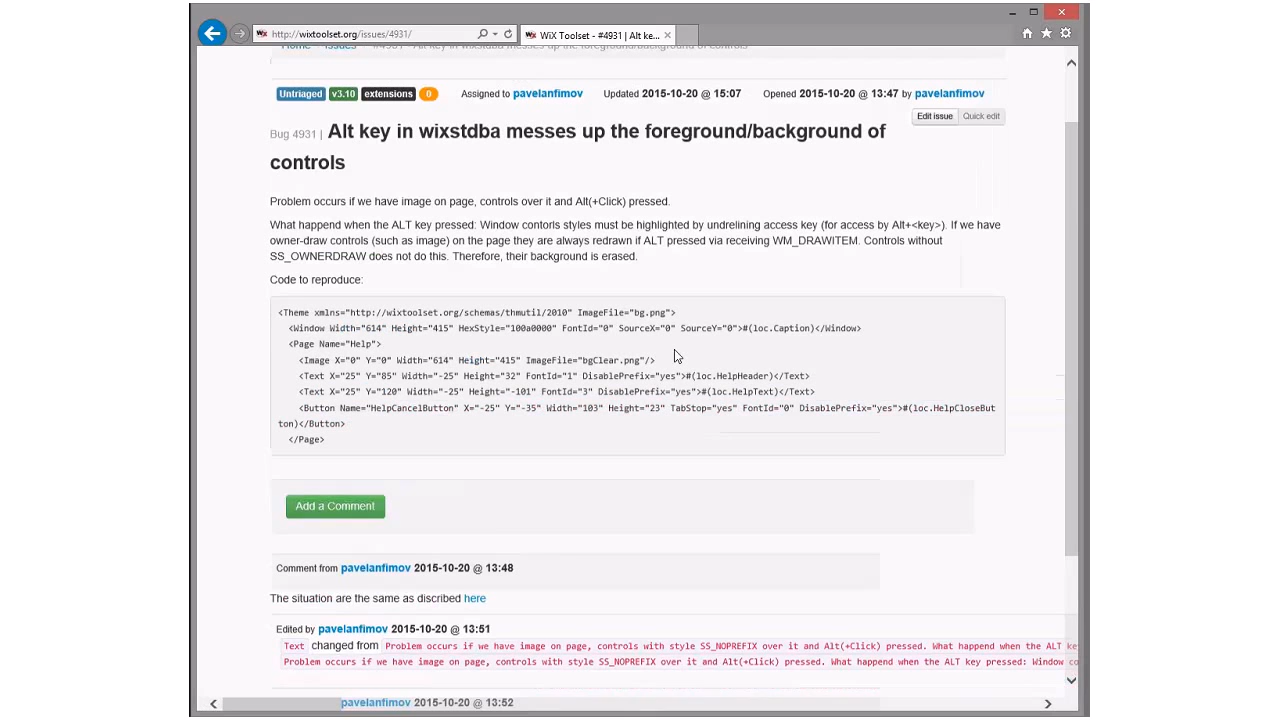 http://wixtoolset.org/issues/4931/
WiX Toolset - #4931 | Alt ke...
Home Issues #4931 - Alt key in wixstdba messes up the foreground/background of controls
Untriaged v3.10 extensions 0 Assigned to pavelanfimov Updated 2015-10-20 @ 15:07 Opened 2015-10-20 @ 13:47 by pavelanfimov
Edit issue Quick edit
Bug 4931 | Alt key in wixstdba messes up the foreground/background of
controls
Problem occurs if we have image on page, controls over it and Alt(+Click) pressed.
What happend when the ALT key pressed: Window contorls styles must be highlighted by undrelining access key (for access by Alt+<key>). If we have
owner-draw controls (such as image) on the page they are always redrawn if ALT pressed via receiving WM_DRAWITEM. Controls without
SS_OWNERDRAW does not do this. Therefore, their background is erased.
Code to reproduce:
<Theme xmlns="http://wixtoolset.org/schemas/thmutil/2010" ImageFile="bg.png">
<Window Width="614" Height="415" HexStyle="100a0000" FontId="0" SourceX="0" SourceY="0">#(loc.Caption)</Window>
<Page Name="Help">
<Image X="0" Y="0" Width="614" Height="415" ImageFile="bgClear.png"/>
<Text X="25" Y="85" Width="-25" Height="32" FontId="1" DisablePrefix="yes">#(loc.HelpHeader)</Text>
<Text X="25" Y="120" Width="-25" Height="-101" FontId="3" DisablePrefix="yes">#(loc.HelpText)</Text>
<Button Name="HelpCancelButton" X="-25" Y="-35" Width="103" Height="23" TabStop="yes" FontId="0" DisablePrefix="yes">#(loc.HelpCloseBut
ton)</Button>
</Page>
Add a Comment
Comment from pavelanfimov 2015-10-20 @ 13:48
The situation are the same as discribed here
Edited by pavelanfimov 2015-10-20 @ 13:51
Text changed from Problem occurs if we have image on page, controls with style SS_NOPREFIX over it and Alt(+Click) pressed. What happend when the ALT ke
Problem occurs if we have image on page, controls with style SS_NOPREFIX over it and Alt(+Click) pressed. What happend when the ALT key pressed: Window co
pavelanfimov 2015-10-20 @ 13:52